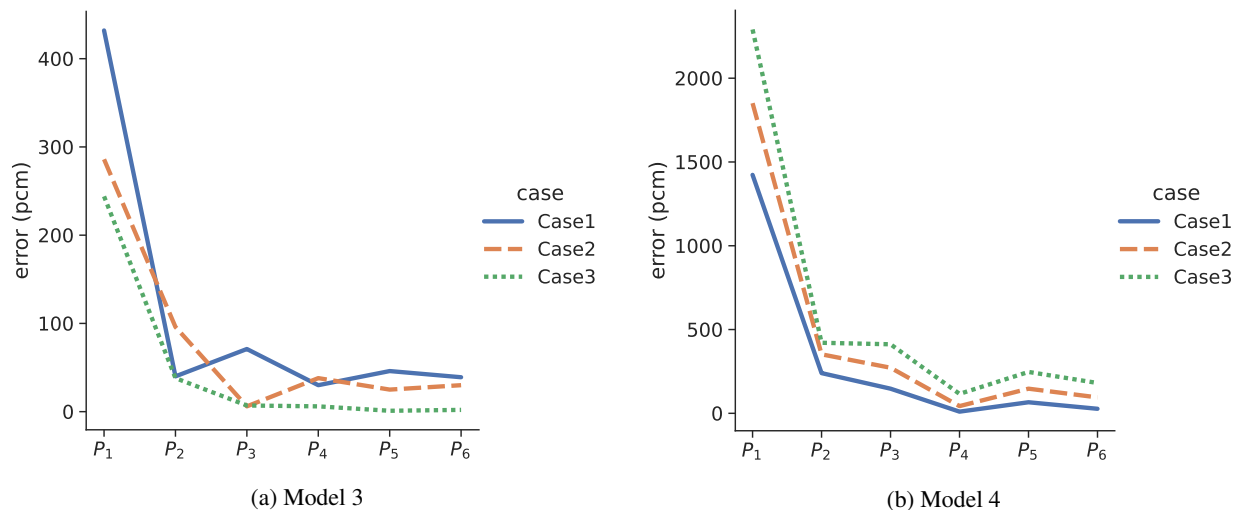 400
300
200
100
0
error (pcm)
P1 P2 P3 P4 P5 P6
case
Case1
Case2
Case3
(a) Model 3
2000
1500
1000
500
0
error (pcm)
P1 P2 P3 P4 P5 P6
case
Case1
Case2
Case3
(b) Model 4